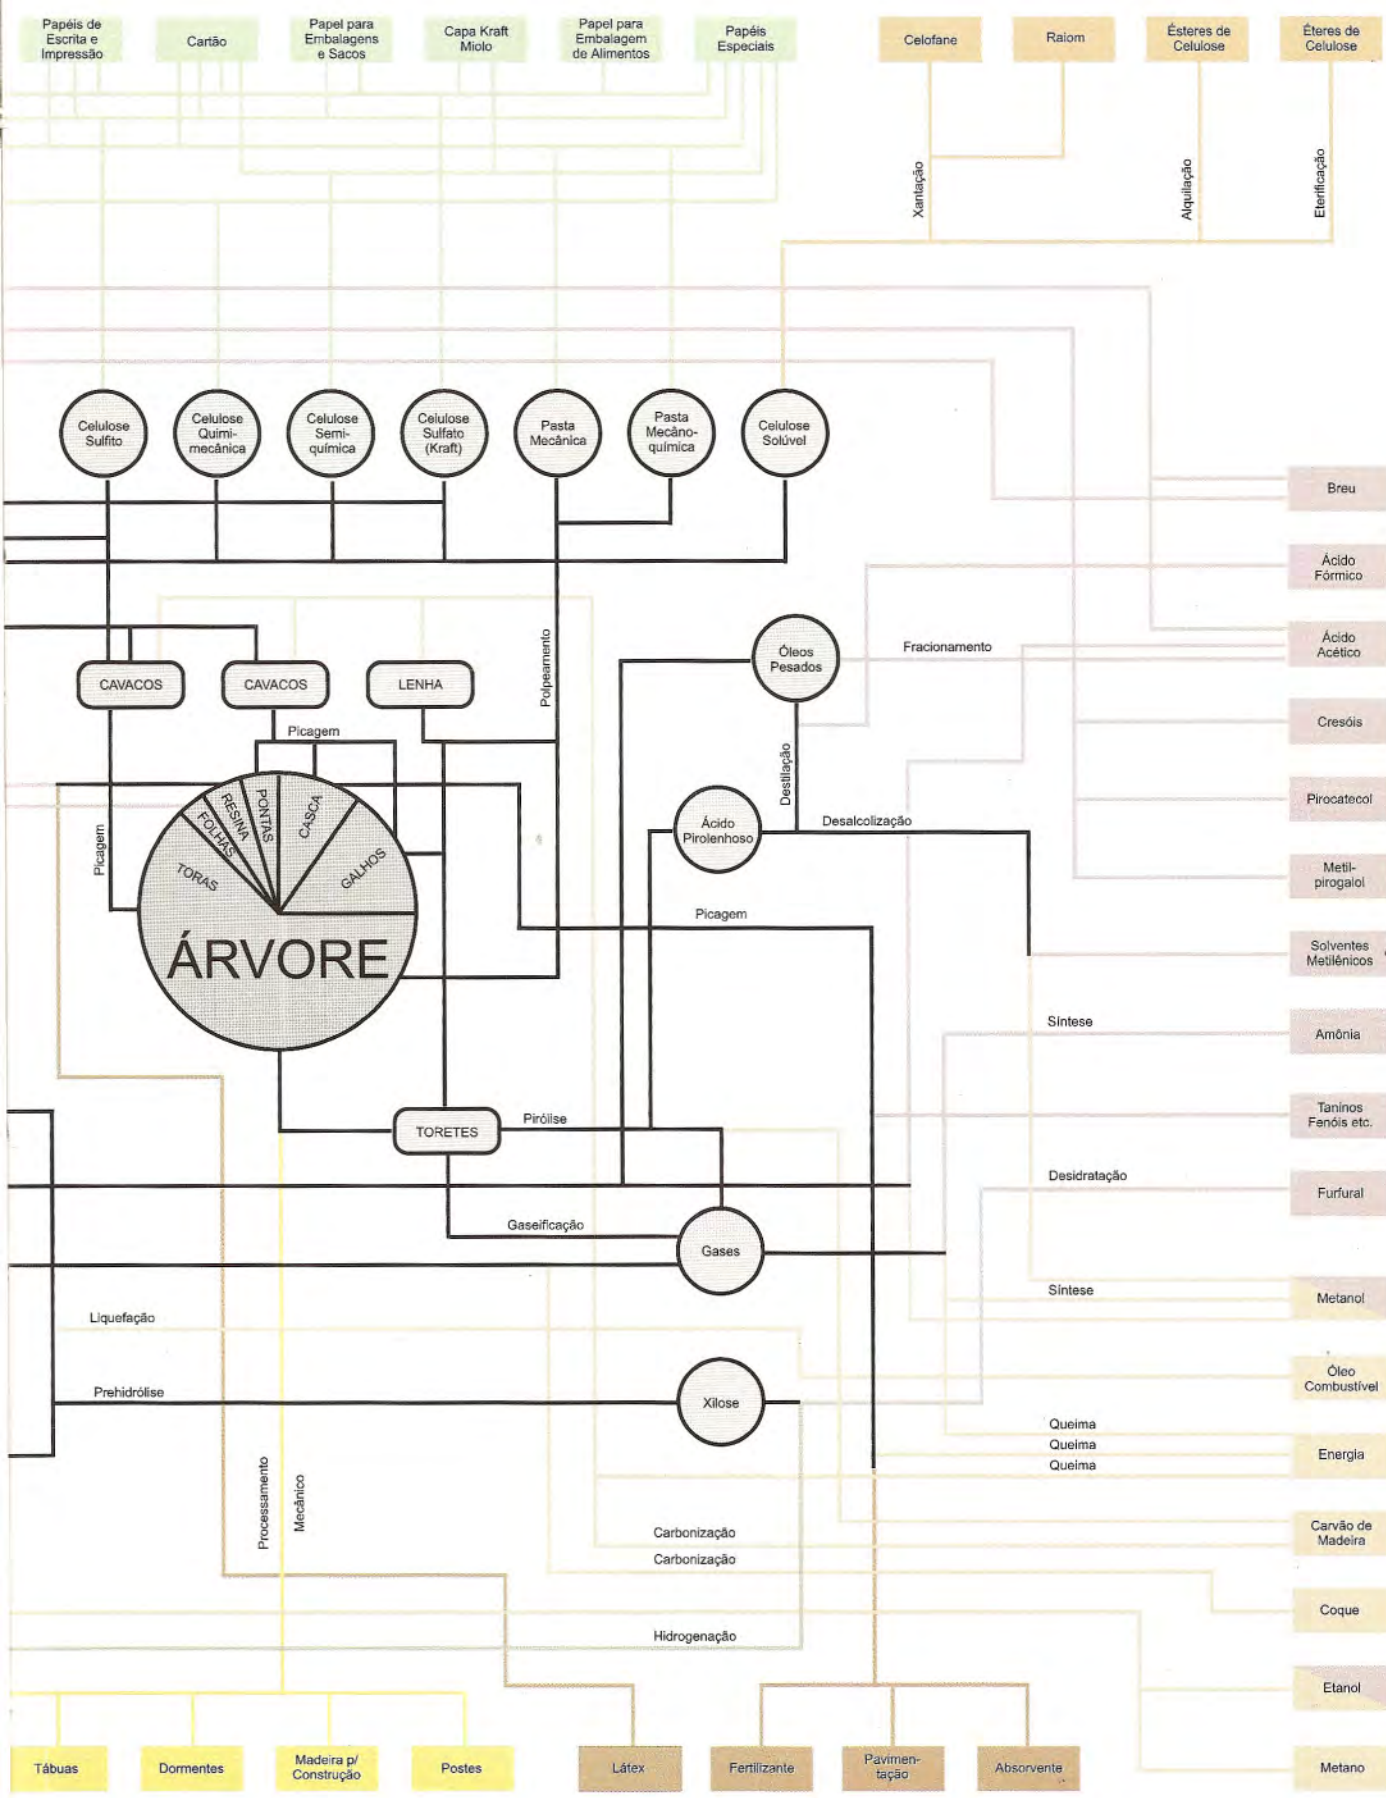 Papéis de
Escrita e
Impressão
Cartão
Papel para
Embalagens
e Sacos
Capa Kraft
Miolo
Papel para
Embalagem
de Alimentos
Papéis
Especiais
Celofane
Raiom
Ésteres de
Celulose
Éteres de
Celulose
Xantação
Alquilação
Eterificação
Celulose
Sulfito
Celulose
Quimi-
mecânica
Celulose
Semi-
química
Celulose
Sulfato
(Kraft)
Pasta
Mecânica
Pasta
Mecâno-
química
Celulose
Solúvel
Breu
Ácido
Fórmico
Polpeamento
Óleos
Pesados
Fracionamento
Ácido
Acético
CAVACOS
CAVACOS
LENHA
Cresóis
Picagem
Destilação
Pirocatecol
Picagem
TORAS
FOLHAS
RESINA
PONTAS
CASCA
GALHOS
ÁRVORE
Ácido
Pirolenhoso
Desalcolização
Metil-
pirogalol
Picagem
Solventes
Metilênicos
Síntese
Amônia
TORETES
Pirólise
Taninos
Fenóis etc.
Desidratação
Furfural
Gaseificação
Gases
Síntese
Metanol
Liquefação
Óleo
Combustível
Prehidrólise
Xilose
Queima
Queima
Queima
Energia
Processamento
Mecânico
Carbonização
Carbonização
Carvão de
Madeira
Coque
Hidrogenação
Etanol
Tábuas
Dormentes
Madeira p/
Construção
Postes
Látex
Fertilizante
Pavimen-
tação
Absorvente
Metano